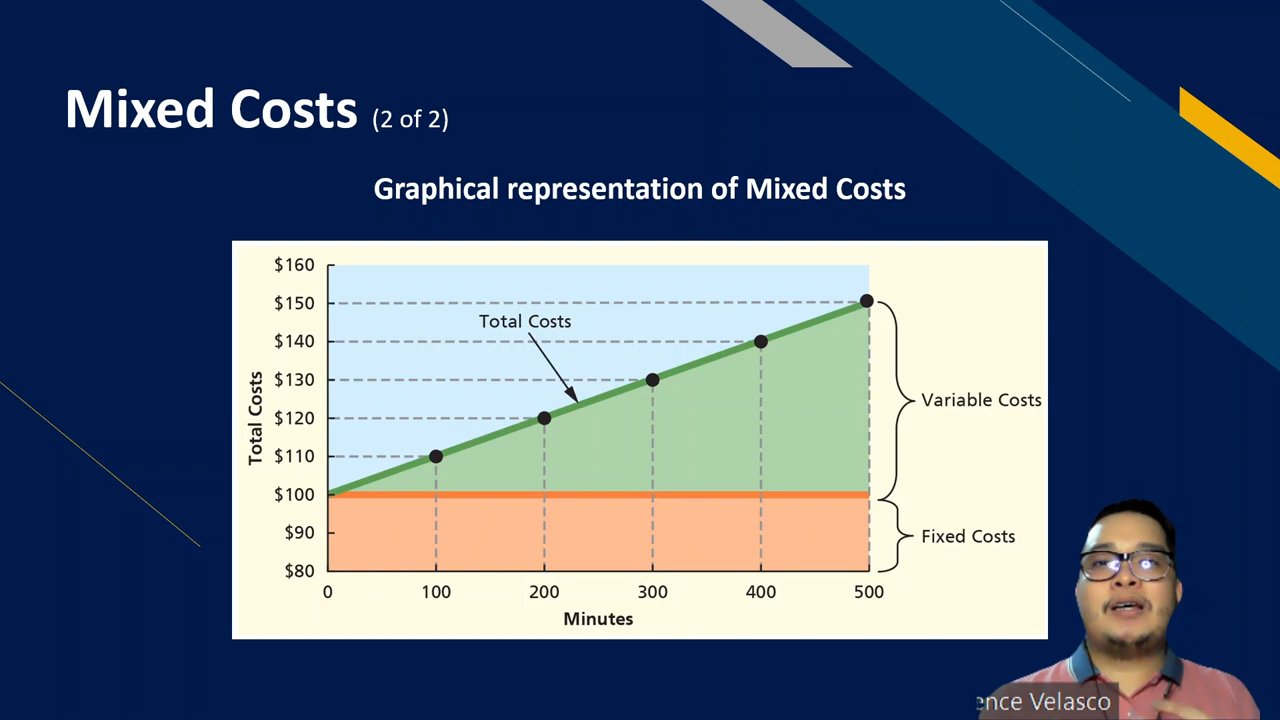 Mixed Costs (2 of 2)
Graphical representation of Mixed Costs
$160
$150
$140
$130
$120
$110
$100
$90
$80
Total Costs
Total Costs
Variable Costs
Fixed Costs
0 100 200 300 400 500
Minutes
Velasco